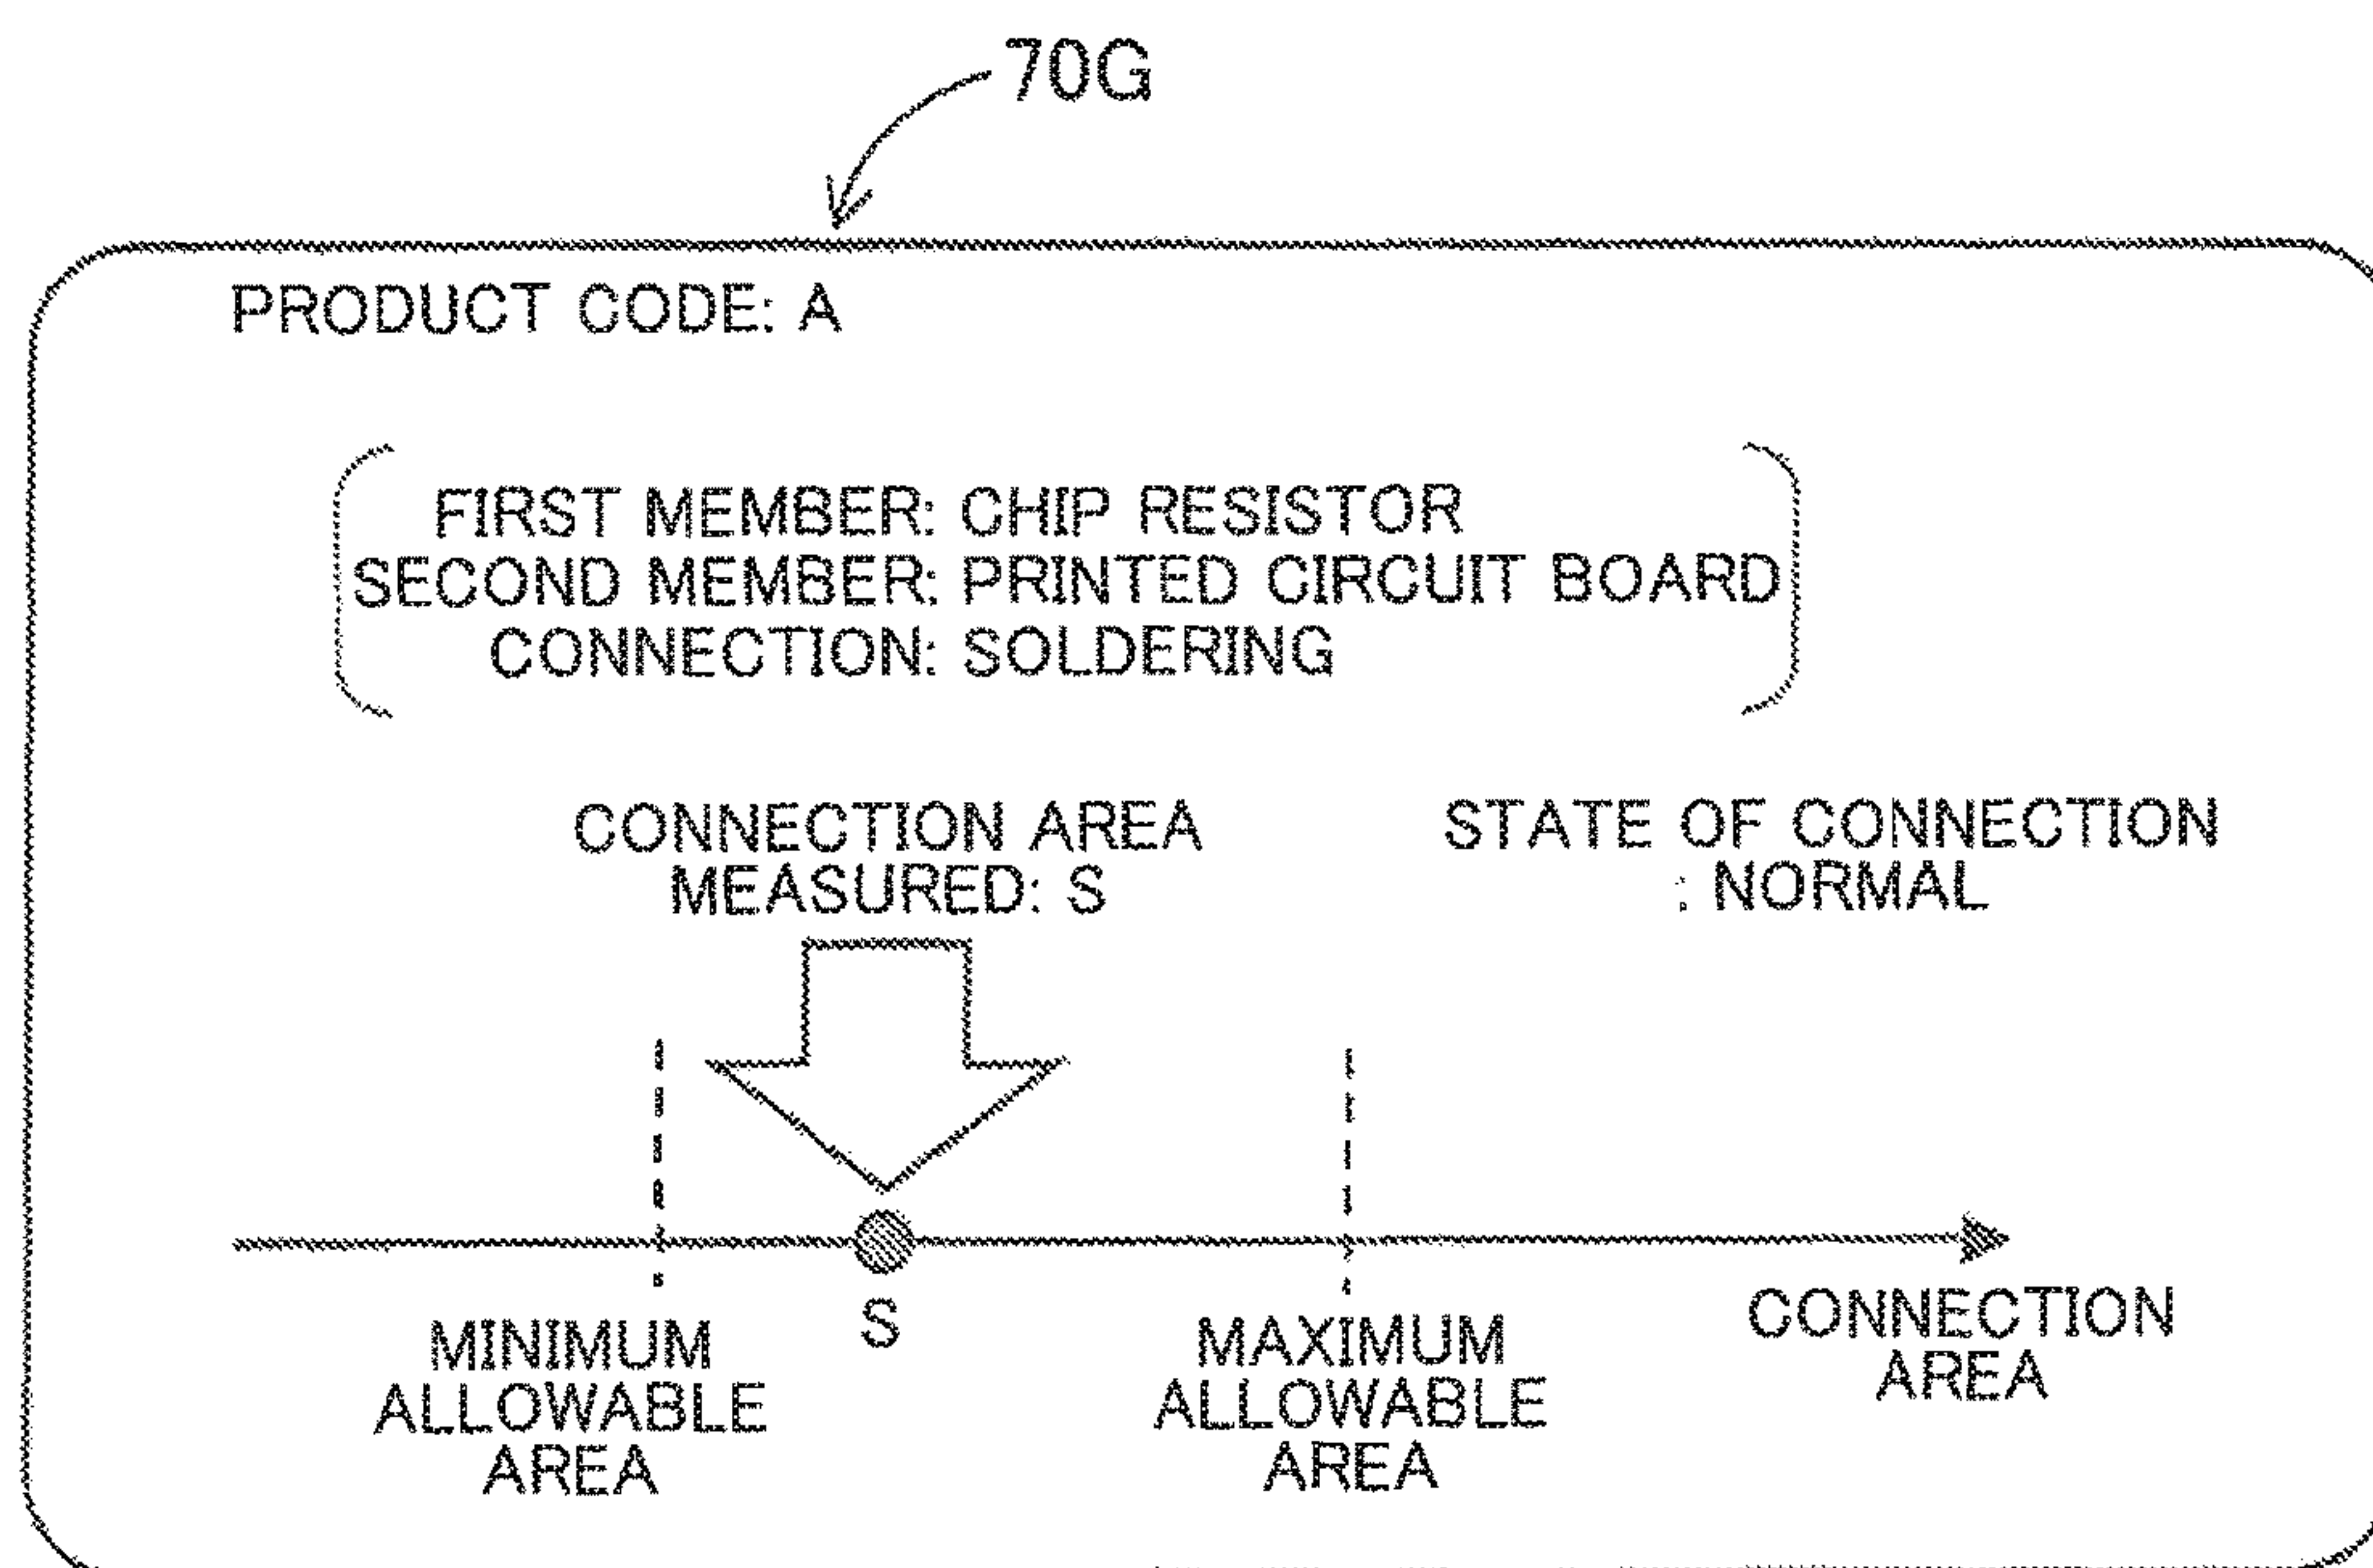 70G
PRODUCT CODE: A
FIRST MEMBER: CHIP RESISTOR
SECOND MEMBER: PRINTED CIRCUIT BOARD
CONNECTION: SOLDERING
CONNECTION AREA
MEASURED: S
STATE OF CONNECTION
: NORMAL
S
MINIMUM
ALLOWABLE
AREA
MAXIMUM
ALLOWABLE
AREA
CONNECTION
AREA